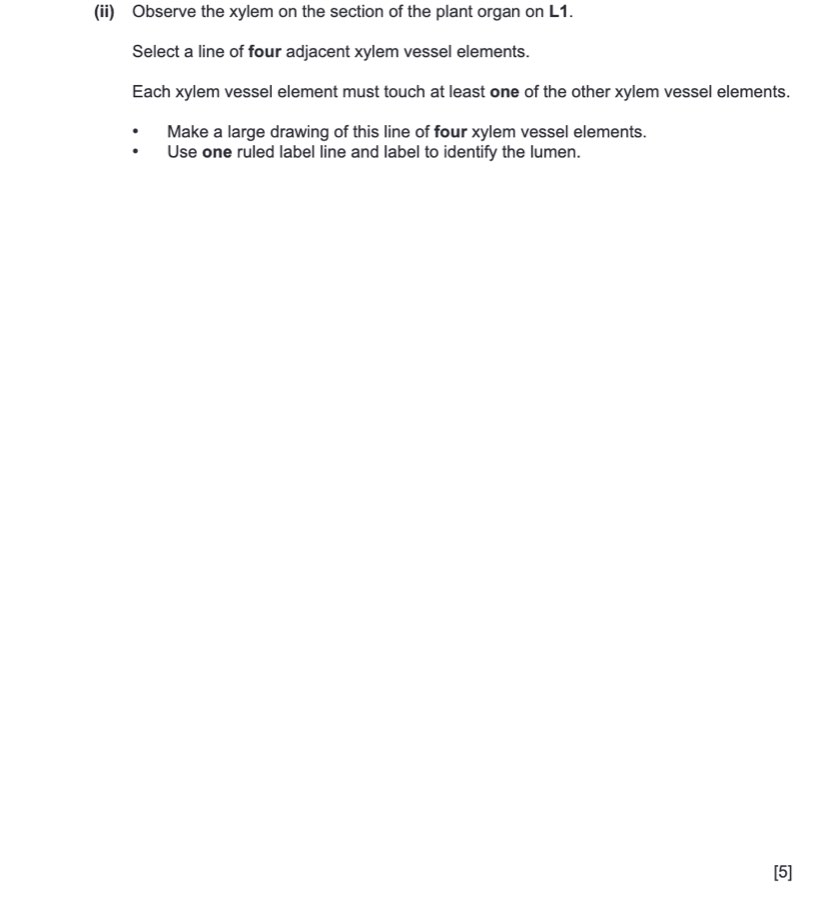 (ii) Observe the xylem on the section of the plant organ on L1.
Select a line of four adjacent xylem vessel elements.
Each xylem vessel element must touch at least one of the other xylem vessel elements.
• Make a large drawing of this line of four xylem vessel elements.
• Use one ruled label line and label to identify the lumen.
[5]